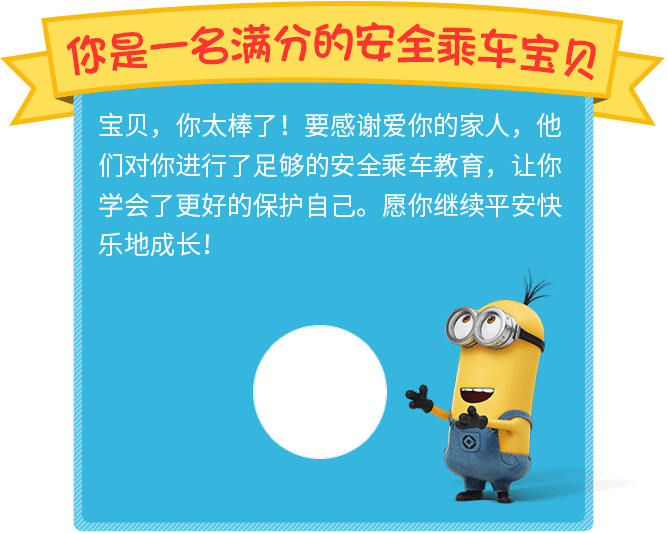 你是一名满分的安全乘车宝贝
宝贝，你太棒了！要感谢爱你的家人，他
们对你进行了足够的安全乘车教育，让你
学会了更好的保护自己。愿你继续平安快
乐地成长！